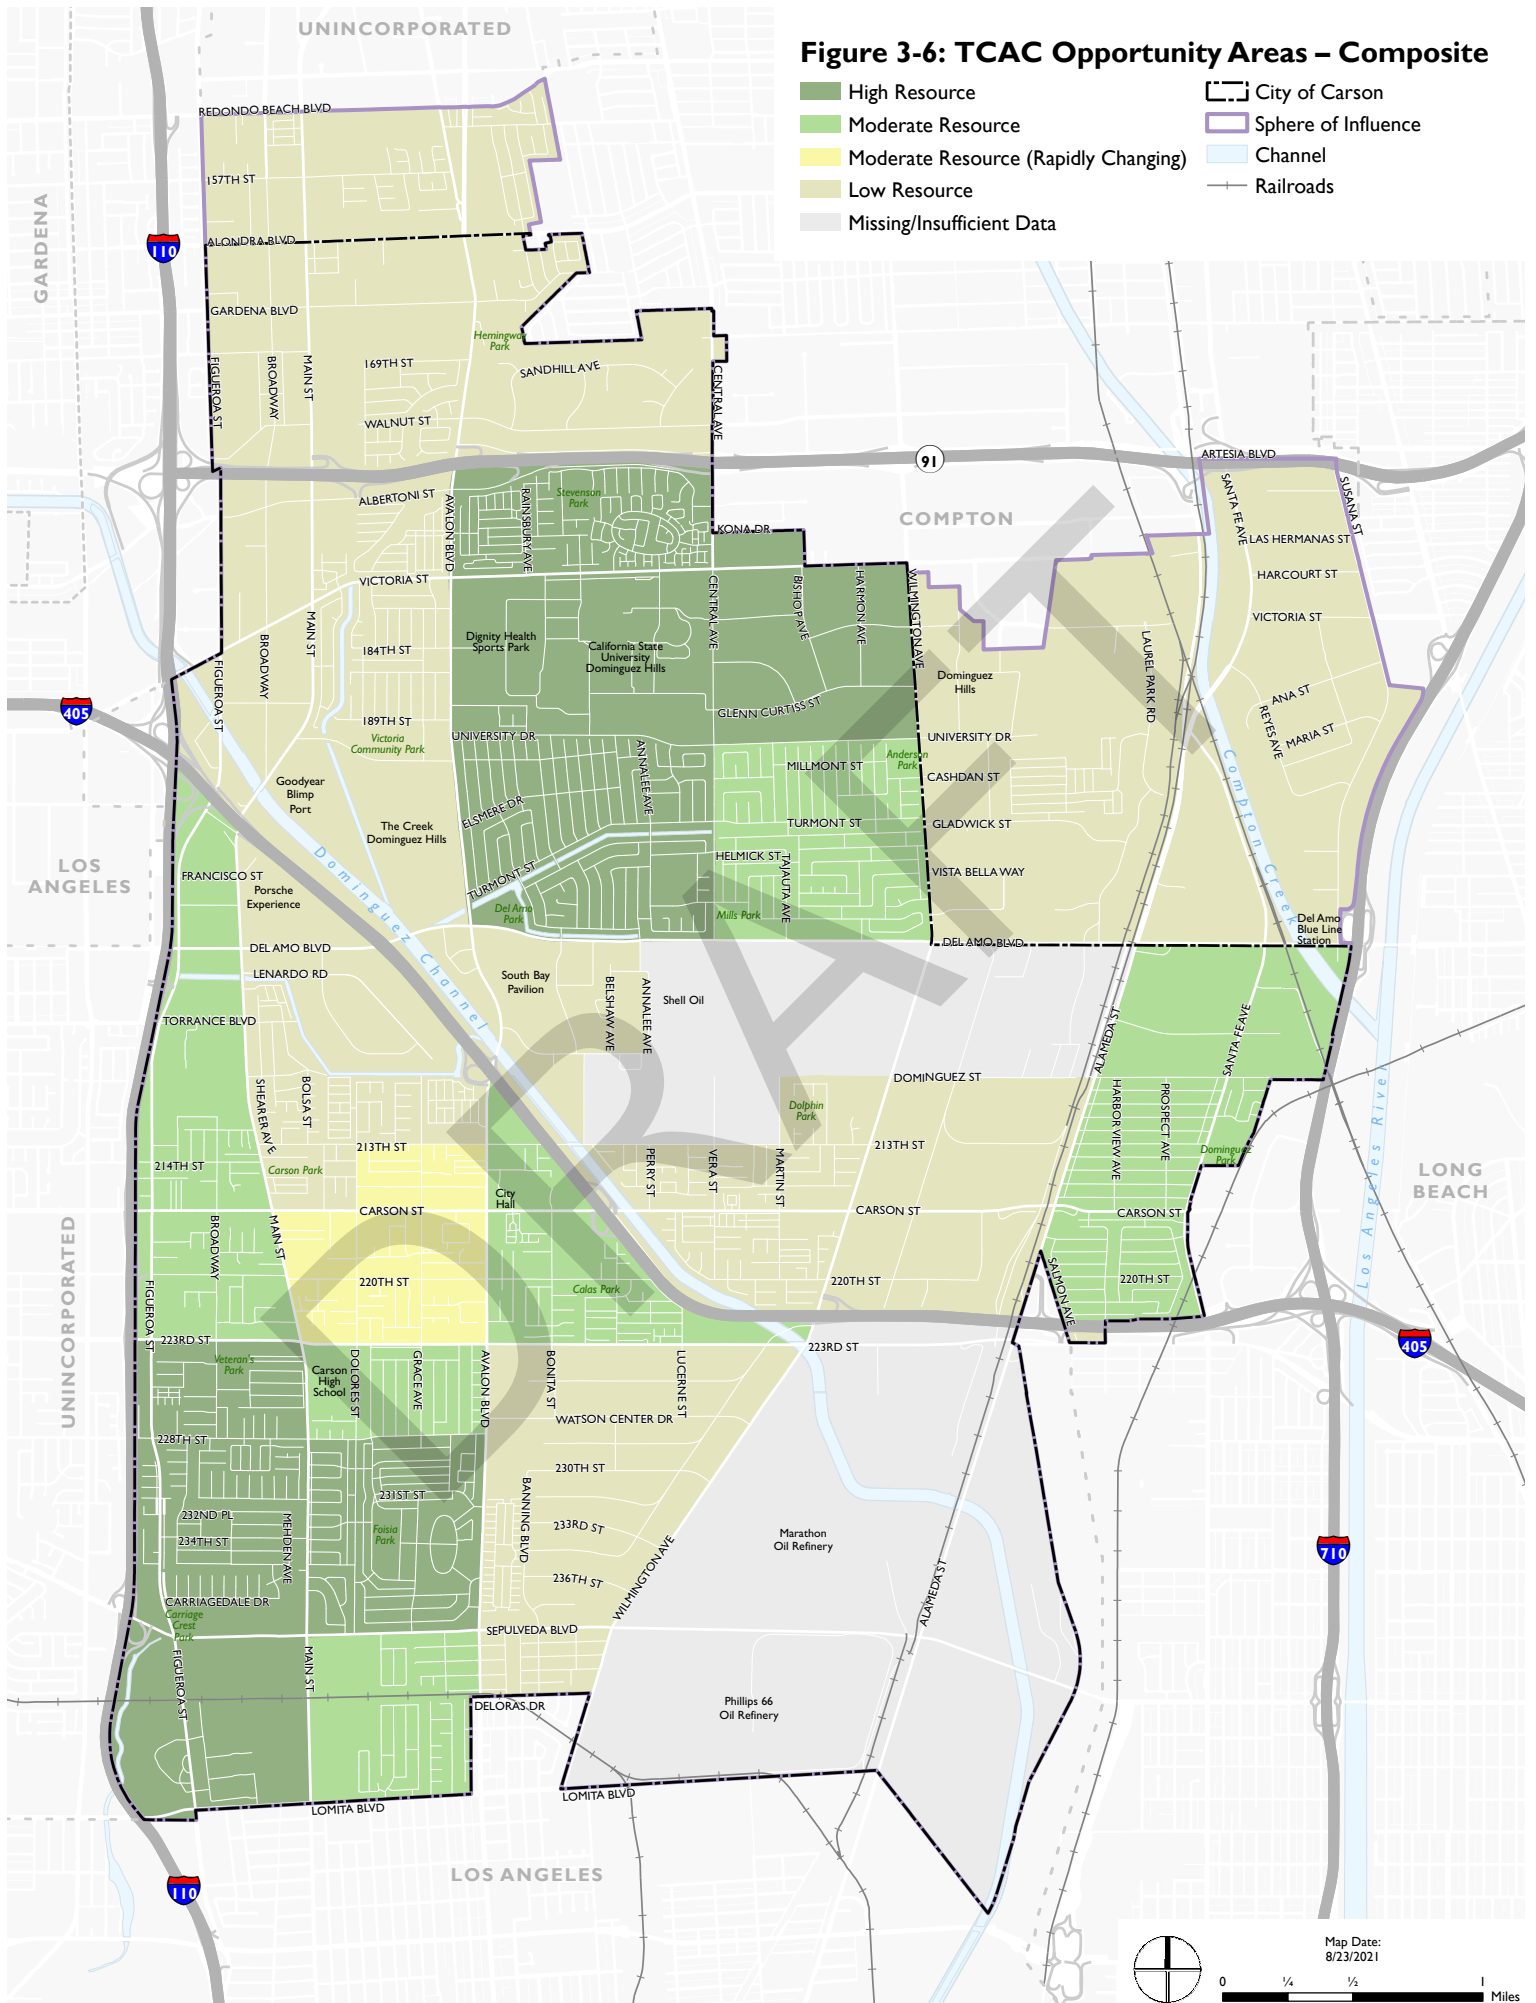 UNINCORPORATED
Figure 3-6: TCAC Opportunity Areas – Composite
High Resource
Moderate Resource
Moderate Resource (Rapidly Changing)
Low Resource
Missing/Insufficient Data
City of Carson
Sphere of Influence
Channel
Railroads
REDONDO BEACH BLVD
157TH ST
GARDENA
ALONDRA BLVD
110
GARDENA BLVD
Hemingway
Park
169TH ST
SANDHILL AVE
FIGUEROA ST
BROADWAY
MAIN ST
CENTRAL AVE
WALNUT ST
91
ARTESIA BLVD
ALBERTONI ST
AVALON BLVD
RAINSBURY AVE
Stevenson
Park
SANTA FE AVE
SUSANA ST
COMPTON
KONA DR
LAS HERMANAS ST
VICTORIA ST
HARCOURT ST
CENTRAL AVE
BISHOP AVE
HARMON AVE
WILMINGTON AVE
VICTORIA ST
MAIN ST
BROADWAY
184TH ST
Dignity Health
Sports Park
California State
University
Dominguez Hills
LAUREL PARK RD
FIGUEROA ST
Dominguez
Hills
ANA ST
405
GLENN CURTISS ST
REYES AVE
MARIA ST
189TH ST
Victoria
Community Park
UNIVERSITY DR
UNIVERSITY DR
ANNALEE AVE
Anderson
Park
MILLMONT ST
CASHDAN ST
Compton Creek
Goodyear
Blimp
Port
ELSMERE DR
The Creek
Dominguez Hills
TURMONT ST
GLADWICK ST
LOS
ANGELES
Dominguez Channel
HELMICK ST
TAJAUTA AVE
VISTA BELLA WAY
FRANCISCO ST
Porsche
Experience
TURMONT ST
Del Amo
Park
Mills Park
Del Amo
Blue Line
Station
DEL AMO BLVD
DEL AMO BLVD
LENARDO RD
South Bay
Pavilion
BELSHAW AVE
ANNALEE AVE
Shell Oil
TORRANCE BLVD
ALAMEDA ST
SANTA FE AVE
DOMINGUEZ ST
SHEARER AVE
BOLSA ST
Dolphin
Park
HARBOR VIEW AVE
PROSPECT AVE
Los Angeles River
213TH ST
213TH ST
214TH ST
Carson Park
PERRY ST
VERA ST
MARTIN ST
Dominguez
Park
LONG
BEACH
City
Hall
CARSON ST
CARSON ST
CARSON ST
UNINCORPORATED
BROADWAY
MAIN ST
220TH ST
Calas Park
220TH ST
SALMON AVE
220TH ST
FIGUEROA ST
223RD ST
223RD ST
405
Veteran's
Park
Carson
High
School
DOLORES ST
GRACE AVE
AVALON BLVD
BONITA ST
LUCERNE ST
WATSON CENTER DR
228TH ST
230TH ST
231ST ST
BANNING BLVD
232ND PL
MEHDEN AVE
Foisia
Park
233RD ST
234TH ST
Marathon
Oil Refinery
710
236TH ST
WILMINGTON AVE
ALAMEDA ST
CARRIAGEDALE DR
Carriage
Crest
Park
SEPULVEDA BLVD
FIGUEROA ST
MAIN ST
DELORAS DR
Phillips 66
Oil Refinery
LOMITA BLVD
LOMITA BLVD
LOS ANGELES
110
DRAFT
Map Date:
8/23/2021
0 1/4 1/2 1
Miles